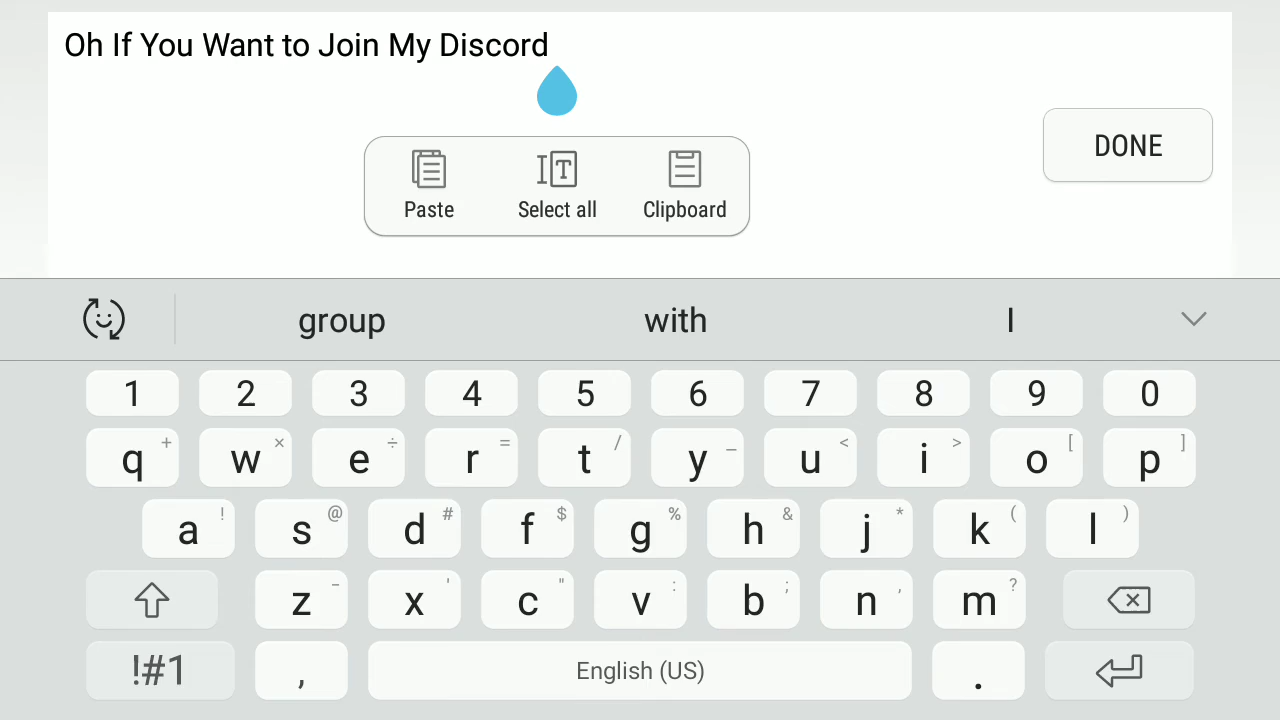 Oh If You Want to Join My Discord
DONE
Paste Select all Clipboard
group with I
1 2 3 4 5 6 7 8 9 0
q + w × e ÷ r = t / y _ u < i > o [ p ]
a ! s @ d # f $ g % h & j * k ( l )
z - x ' c " v : b ; n , m ?
!#1 , English (US) .